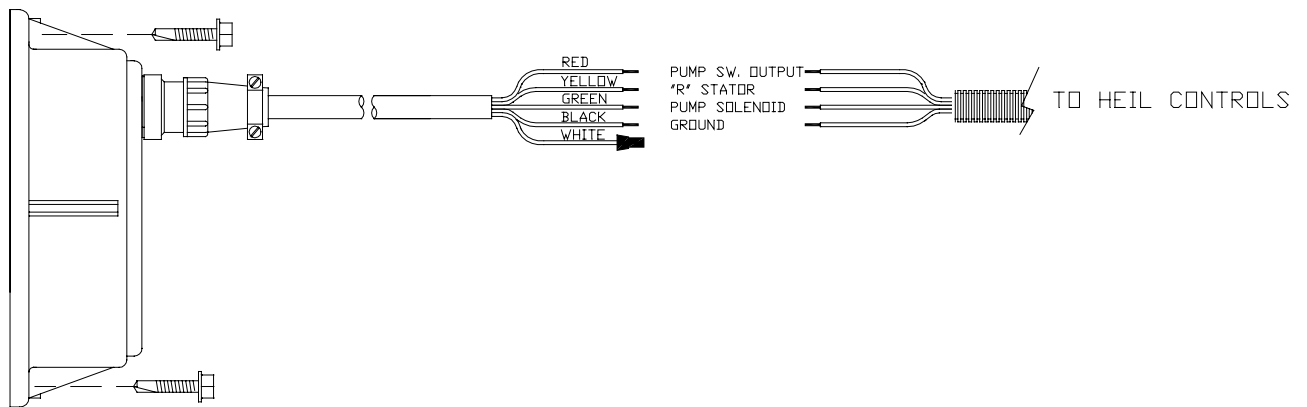 RED PUMP SW. OUTPUT
YELLOW "R" STATOR
GREEN PUMP SOLENOID
BLACK GROUND
WHITE
TO HEIL CONTROLS